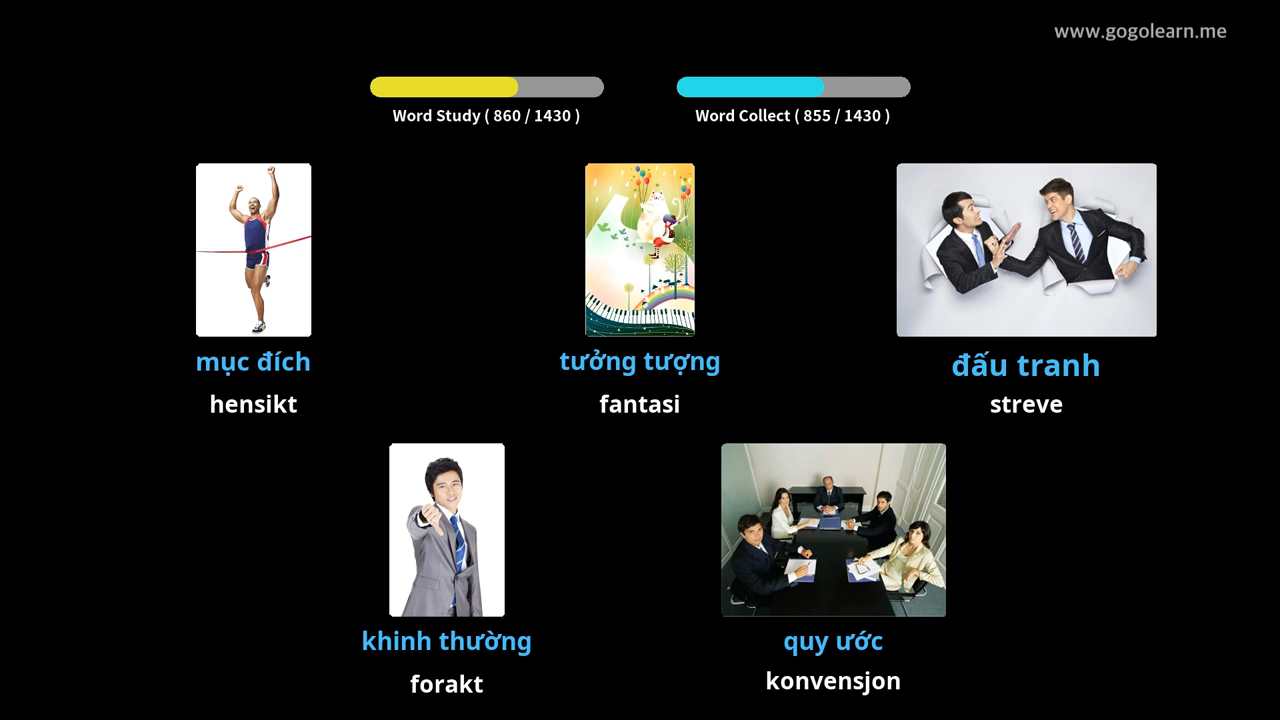 www.gogolearn.me
Word Study ( 860 / 1430 )
Word Collect ( 855 / 1430 )
mục đích
hensikt
tưởng tượng
fantasi
đấu tranh
streve
khinh thường
forakt
quy ước
konvensjon